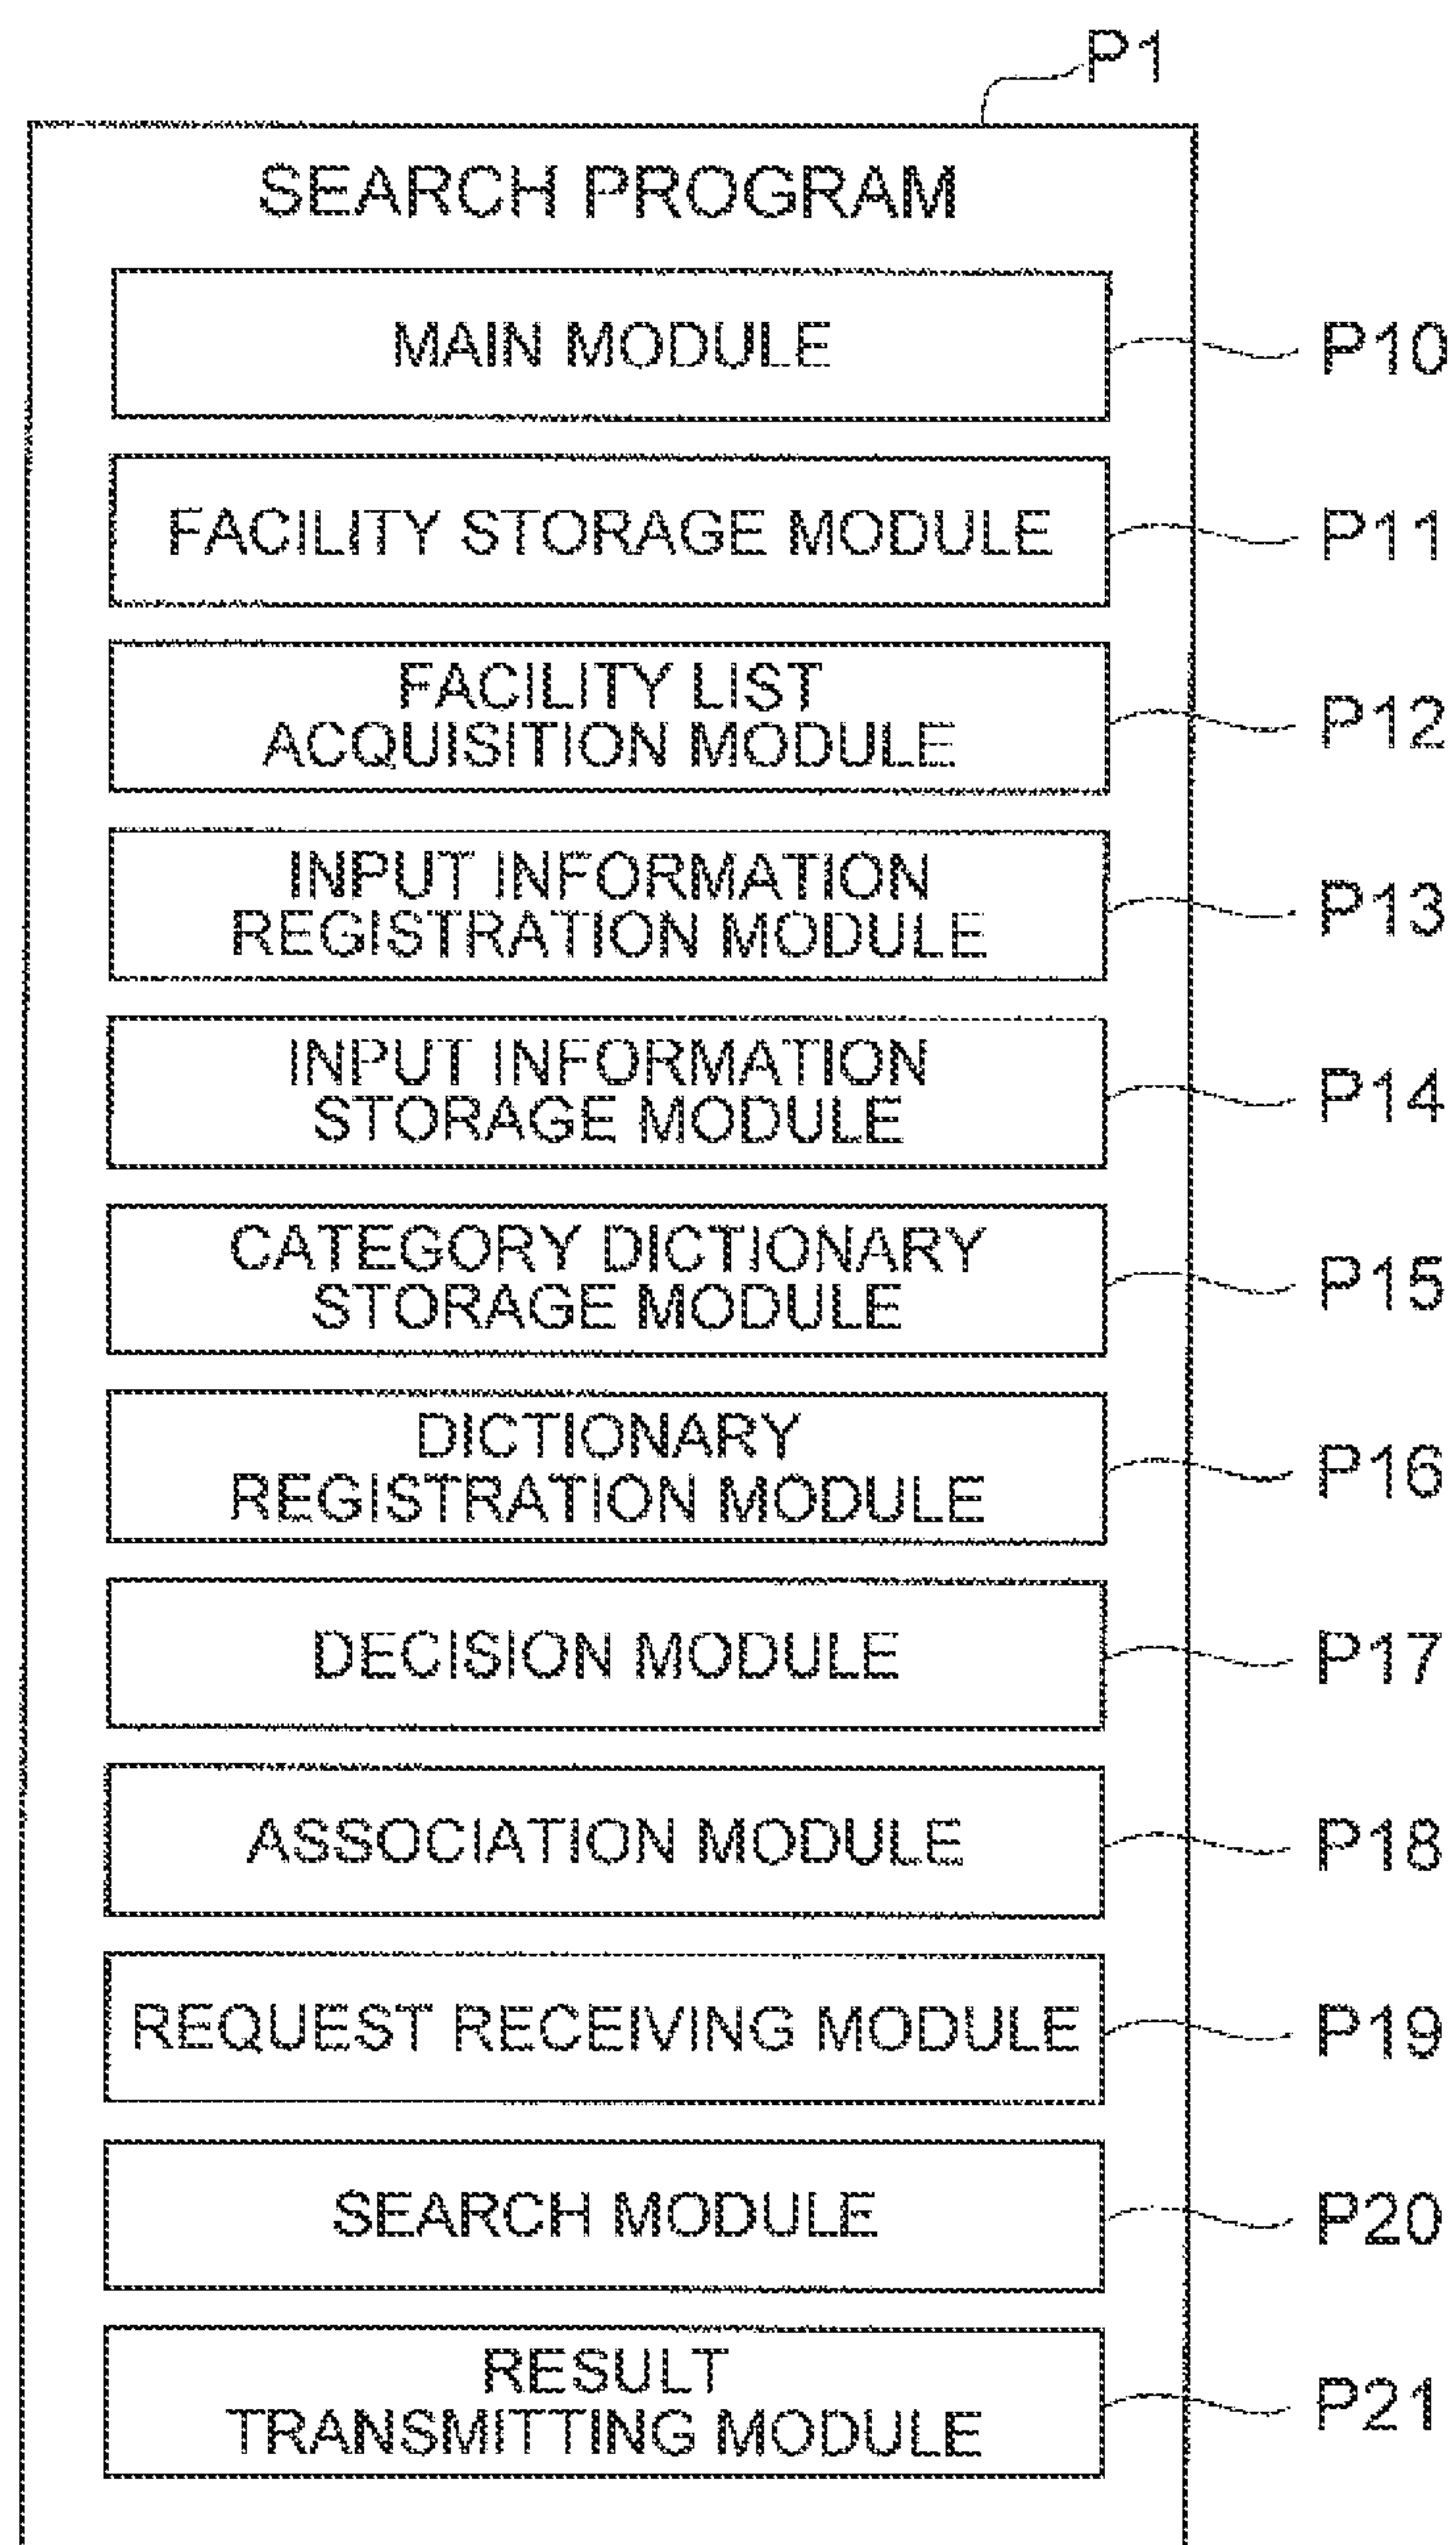 P1
SEARCH PROGRAM
MAIN MODULE
P10
FACILITY STORAGE MODULE
P11
FACILITY LIST
ACQUISITION MODULE
P12
INPUT INFORMATION
REGISTRATION MODULE
P13
INPUT INFORMATION
STORAGE MODULE
P14
CATEGORY DICTIONARY
STORAGE MODULE
P15
DICTIONARY
REGISTRATION MODULE
P16
DECISION MODULE
P17
ASSOCIATION MODULE
P18
REQUEST RECEIVING MODULE
P19
SEARCH MODULE
P20
RESULT
TRANSMITTING MODULE
P21